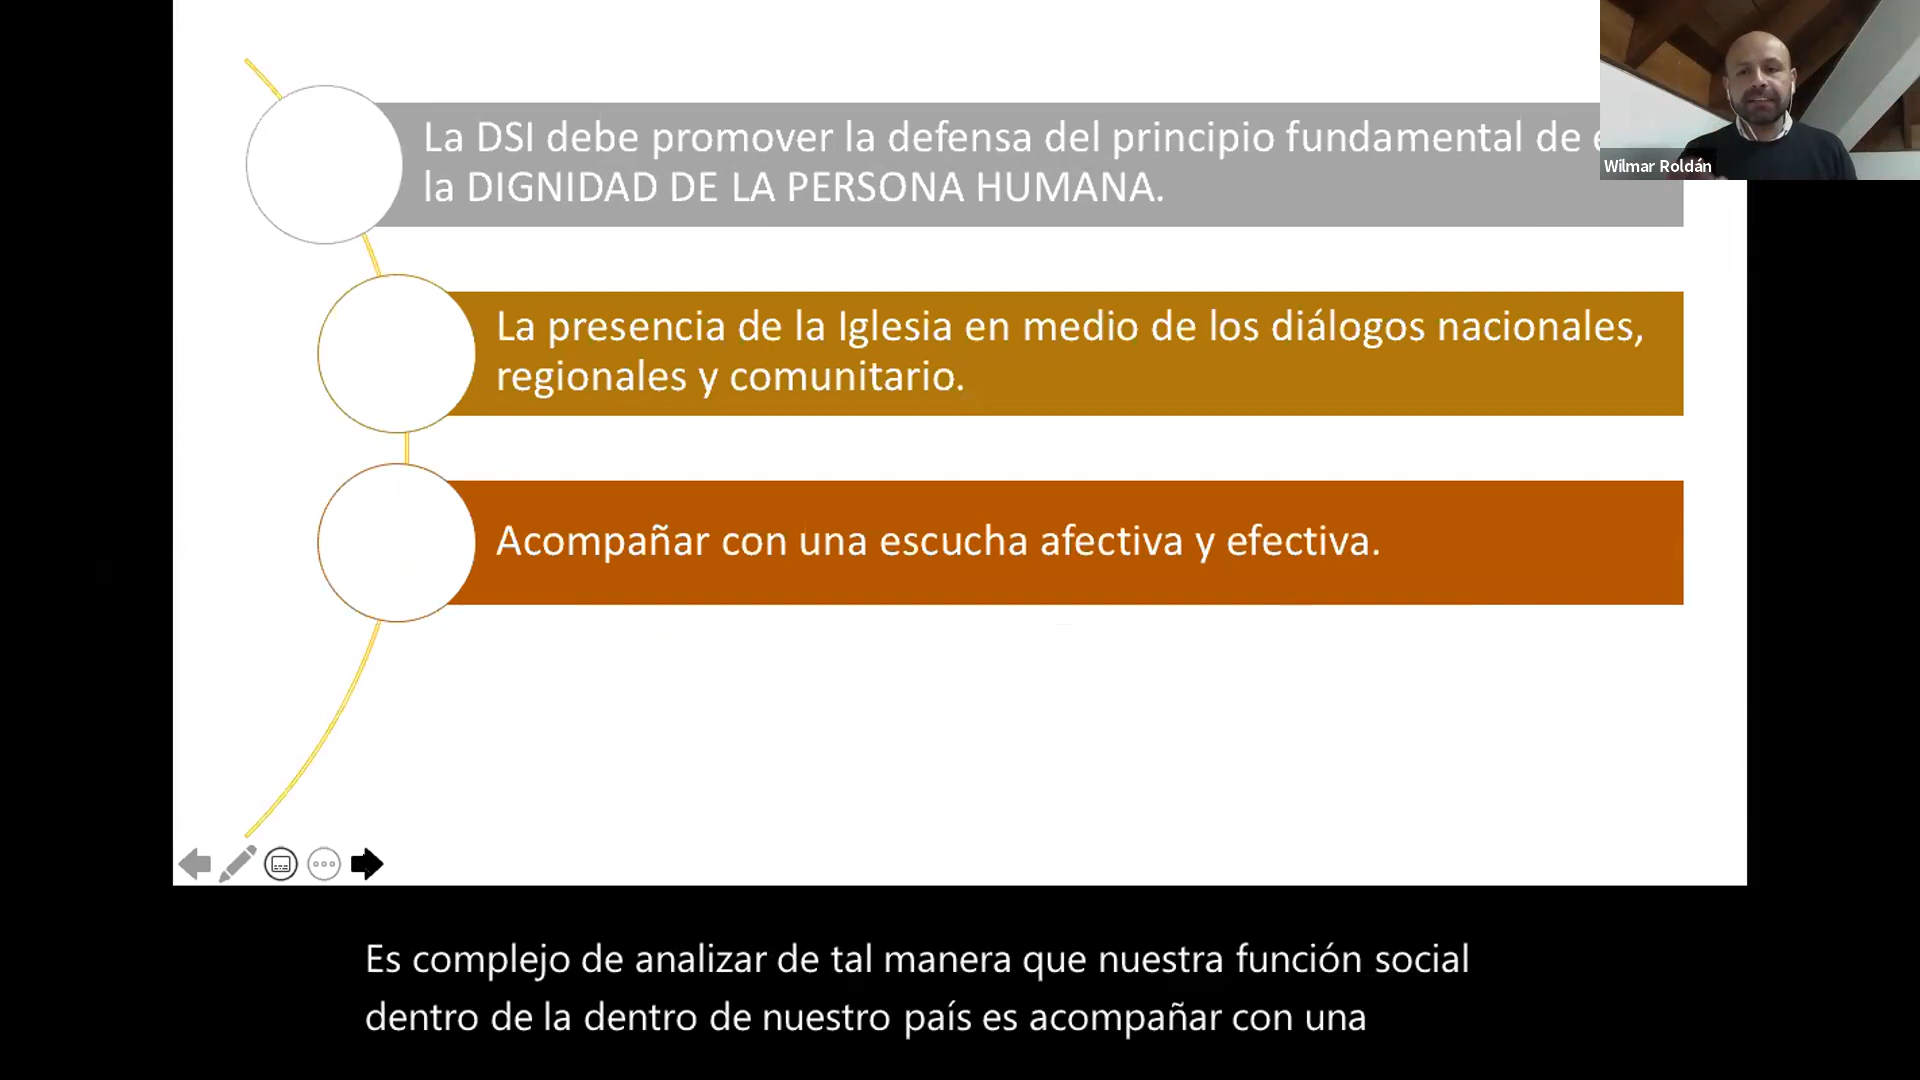 La DSI debe promover la defensa del principio fundamental de
la DIGNIDAD DE LA PERSONA HUMANA.
Wilmar Roldán
La presencia de la Iglesia en medio de los diálogos nacionales,
regionales y comunitario.
Acompañar con una escucha afectiva y efectiva.
Es complejo de analizar de tal manera que nuestra función social
dentro de la dentro de nuestro país es acompañar con una